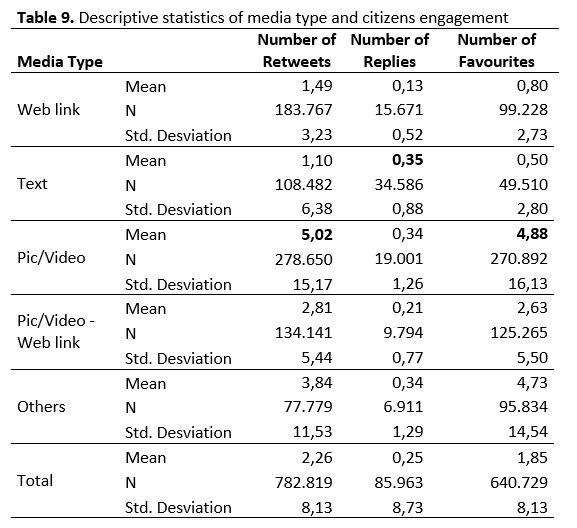 Table 9. Descriptive statistics of media type and citizens engagement
Media Type Number of Retweets Number of Replies Number of Favourites
Web link Mean 1,49 0,13 0,80
N 183.767 15.671 99.228
Std. Desviation 3,23 0,52 2,73
Text Mean 1,10 0,35 0,50
N 108.482 34.586 49.510
Std. Desviation 6,38 0,88 2,80
Pic/Video Mean 5,02 0,34 4,88
N 278.650 19.001 270.892
Std. Desviation 15,17 1,26 16,13
Pic/Video - Web link Mean 2,81 0,21 2,63
N 134.141 9.794 125.265
Std. Desviation 5,44 0,77 5,50
Others Mean 3,84 0,34 4,73
N 77.779 6.911 95.834
Std. Desviation 11,53 1,29 14,54
Total Mean 2,26 0,25 1,85
N 782.819 85.963 640.729
Std. Desviation 8,13 8,73 8,13